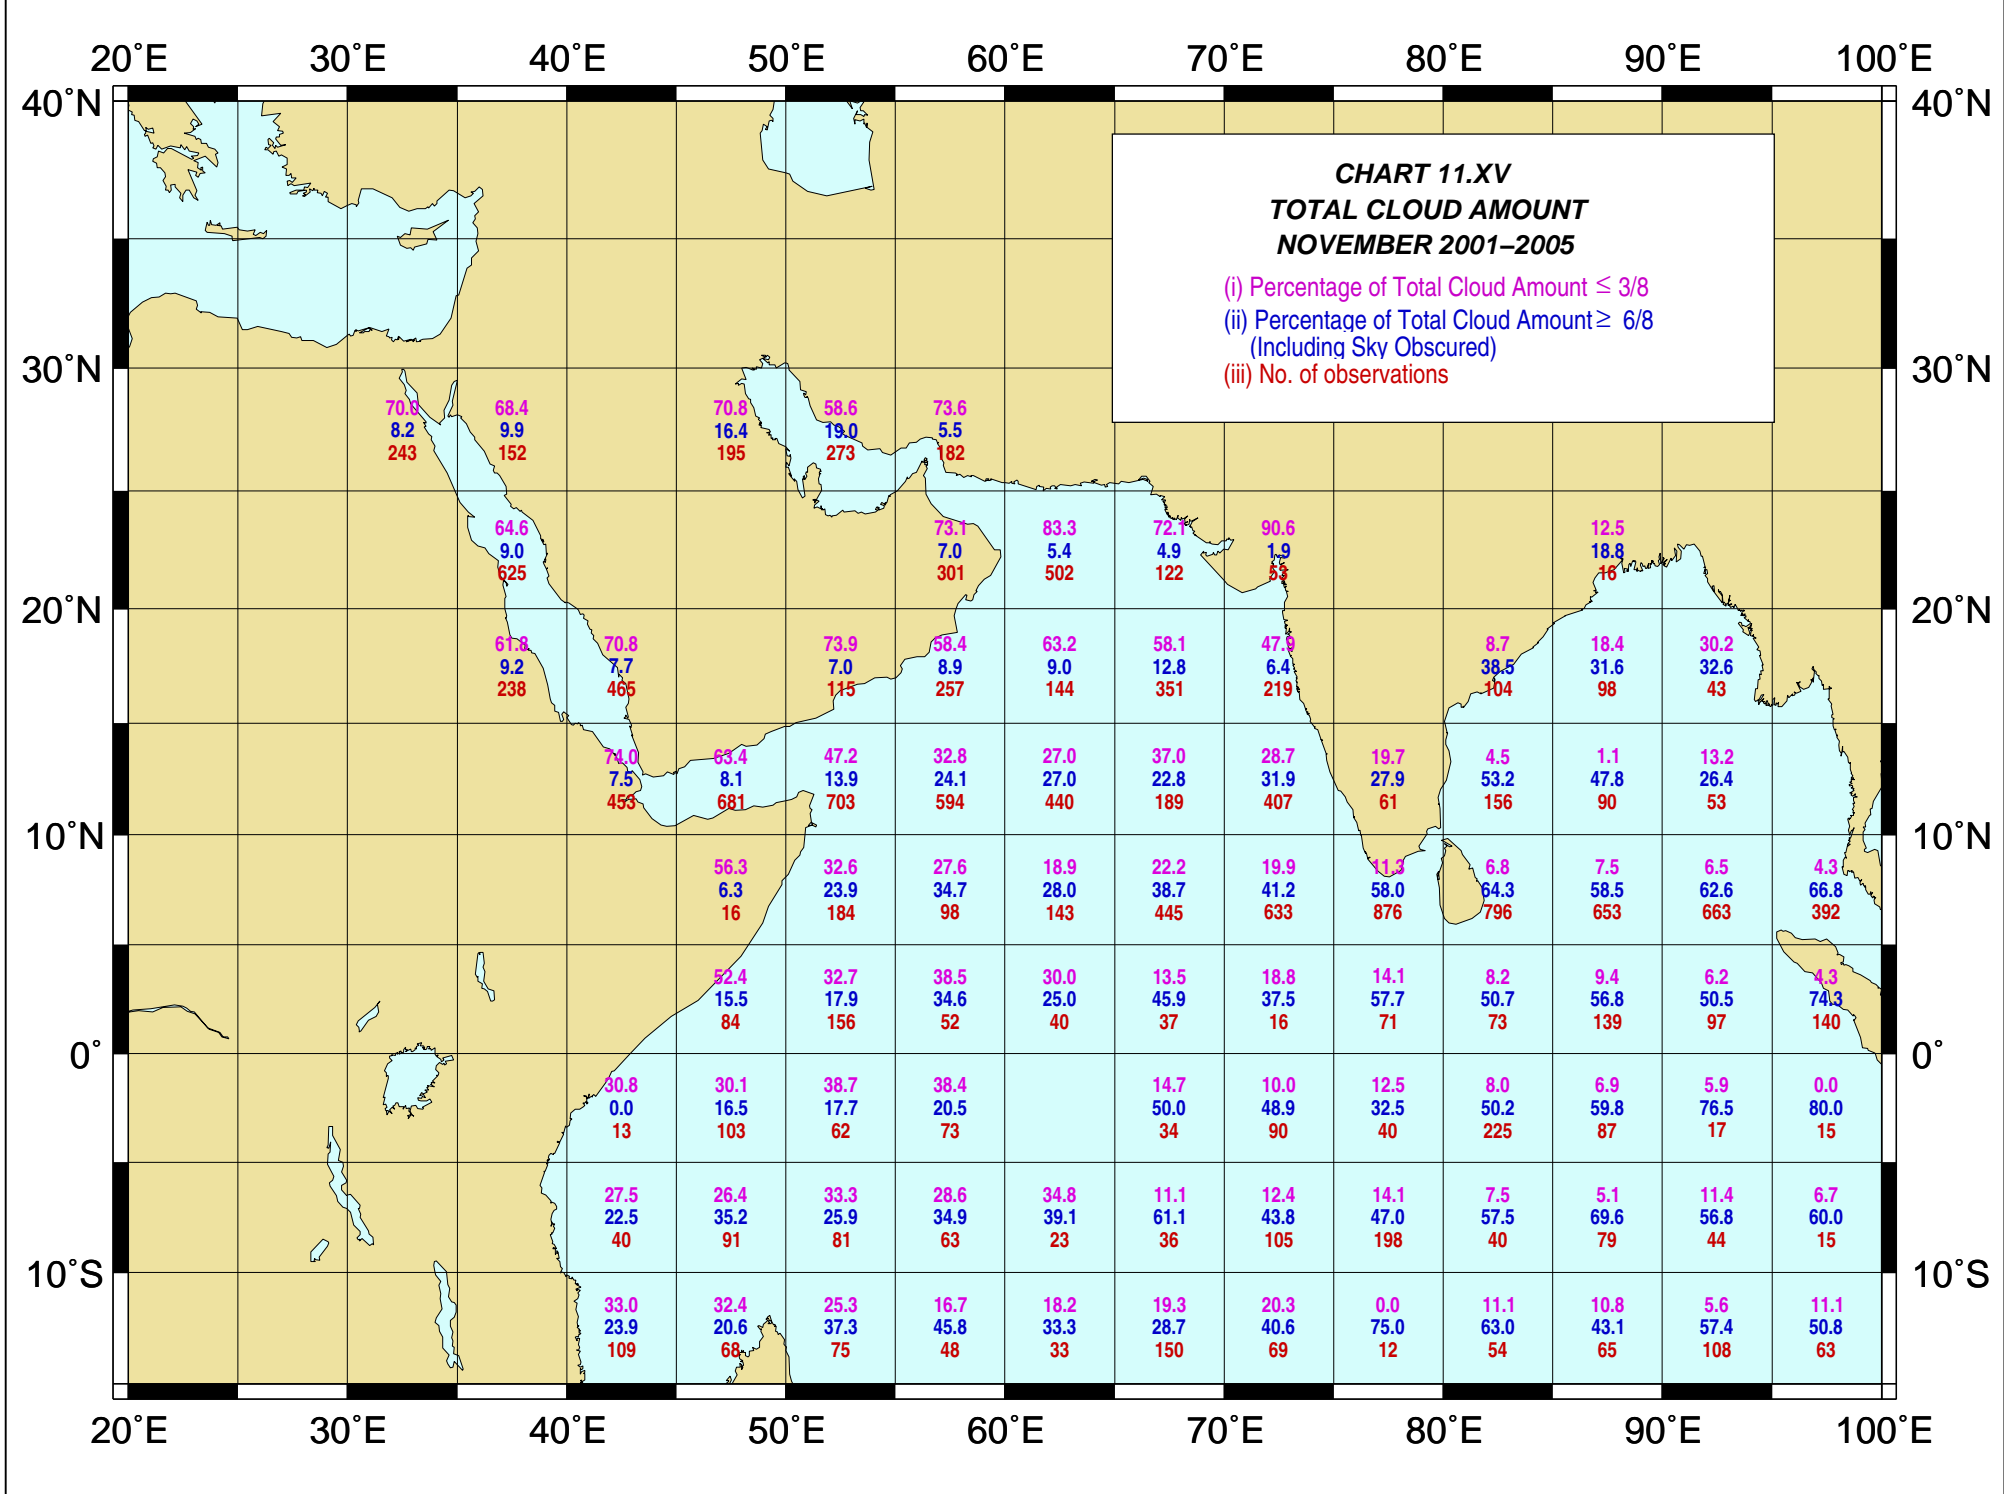 20°E 30°E 40°E 50°E 60°E 70°E 80°E 90°E 100°E
40°N 40°N
CHART 11.XV
TOTAL CLOUD AMOUNT
NOVEMBER 2001–2005
(i) Percentage of Total Cloud Amount ≤ 3/8
(ii) Percentage of Total Cloud Amount ≥ 6/8
(Including Sky Obscured)
(iii) No. of observations
30°N 30°N
70.0 68.4 70.8 58.6 73.6
8.2 9.9 16.4 19.0 5.5
243 152 195 273 182
64.6 73.1 83.3 72.1 90.6 12.5
9.0 7.0 5.4 4.9 1.9 18.8
625 301 502 122 53 16
20°N 20°N
61.8 70.8 73.9 58.4 63.2 58.1 47.9 8.7 18.4 30.2
9.2 7.7 7.0 8.9 9.0 12.8 6.4 38.5 31.6 32.6
238 465 115 257 144 351 219 104 98 43
74.0 63.4 47.2 32.8 27.0 37.0 28.7 19.7 4.5 1.1 13.2
7.5 8.1 13.9 24.1 27.0 22.8 31.9 27.9 53.2 47.8 26.4
453 681 703 594 440 189 407 61 156 90 53
10°N 10°N
56.3 32.6 27.6 18.9 22.2 19.9 11.3 6.8 7.5 6.5 4.3
6.3 23.9 34.7 28.0 38.7 41.2 58.0 64.3 58.5 62.6 66.8
16 184 98 143 445 633 876 796 653 663 392
52.4 32.7 38.5 30.0 13.5 18.8 14.1 8.2 9.4 6.2 4.3
15.5 17.9 34.6 25.0 45.9 37.5 57.7 50.7 56.8 50.5 74.3
84 156 52 40 37 16 71 73 139 97 140
0° 0°
30.8 30.1 38.7 38.4 14.7 10.0 12.5 8.0 6.9 5.9 0.0
0.0 16.5 17.7 20.5 50.0 48.9 32.5 50.2 59.8 76.5 80.0
13 103 62 73 34 90 40 225 87 17 15
27.5 26.4 33.3 28.6 34.8 11.1 12.4 14.1 7.5 5.1 11.4 6.7
22.5 35.2 25.9 34.9 39.1 61.1 43.8 47.0 57.5 69.6 56.8 60.0
40 91 81 63 23 36 105 198 40 79 44 15
10°S 10°S
33.0 32.4 25.3 16.7 18.2 19.3 20.3 0.0 11.1 10.8 5.6 11.1
23.9 20.6 37.3 45.8 33.3 28.7 40.6 75.0 63.0 43.1 57.4 50.8
109 68 75 48 33 150 69 12 54 65 108 63
20°E 30°E 40°E 50°E 60°E 70°E 80°E 90°E 100°E